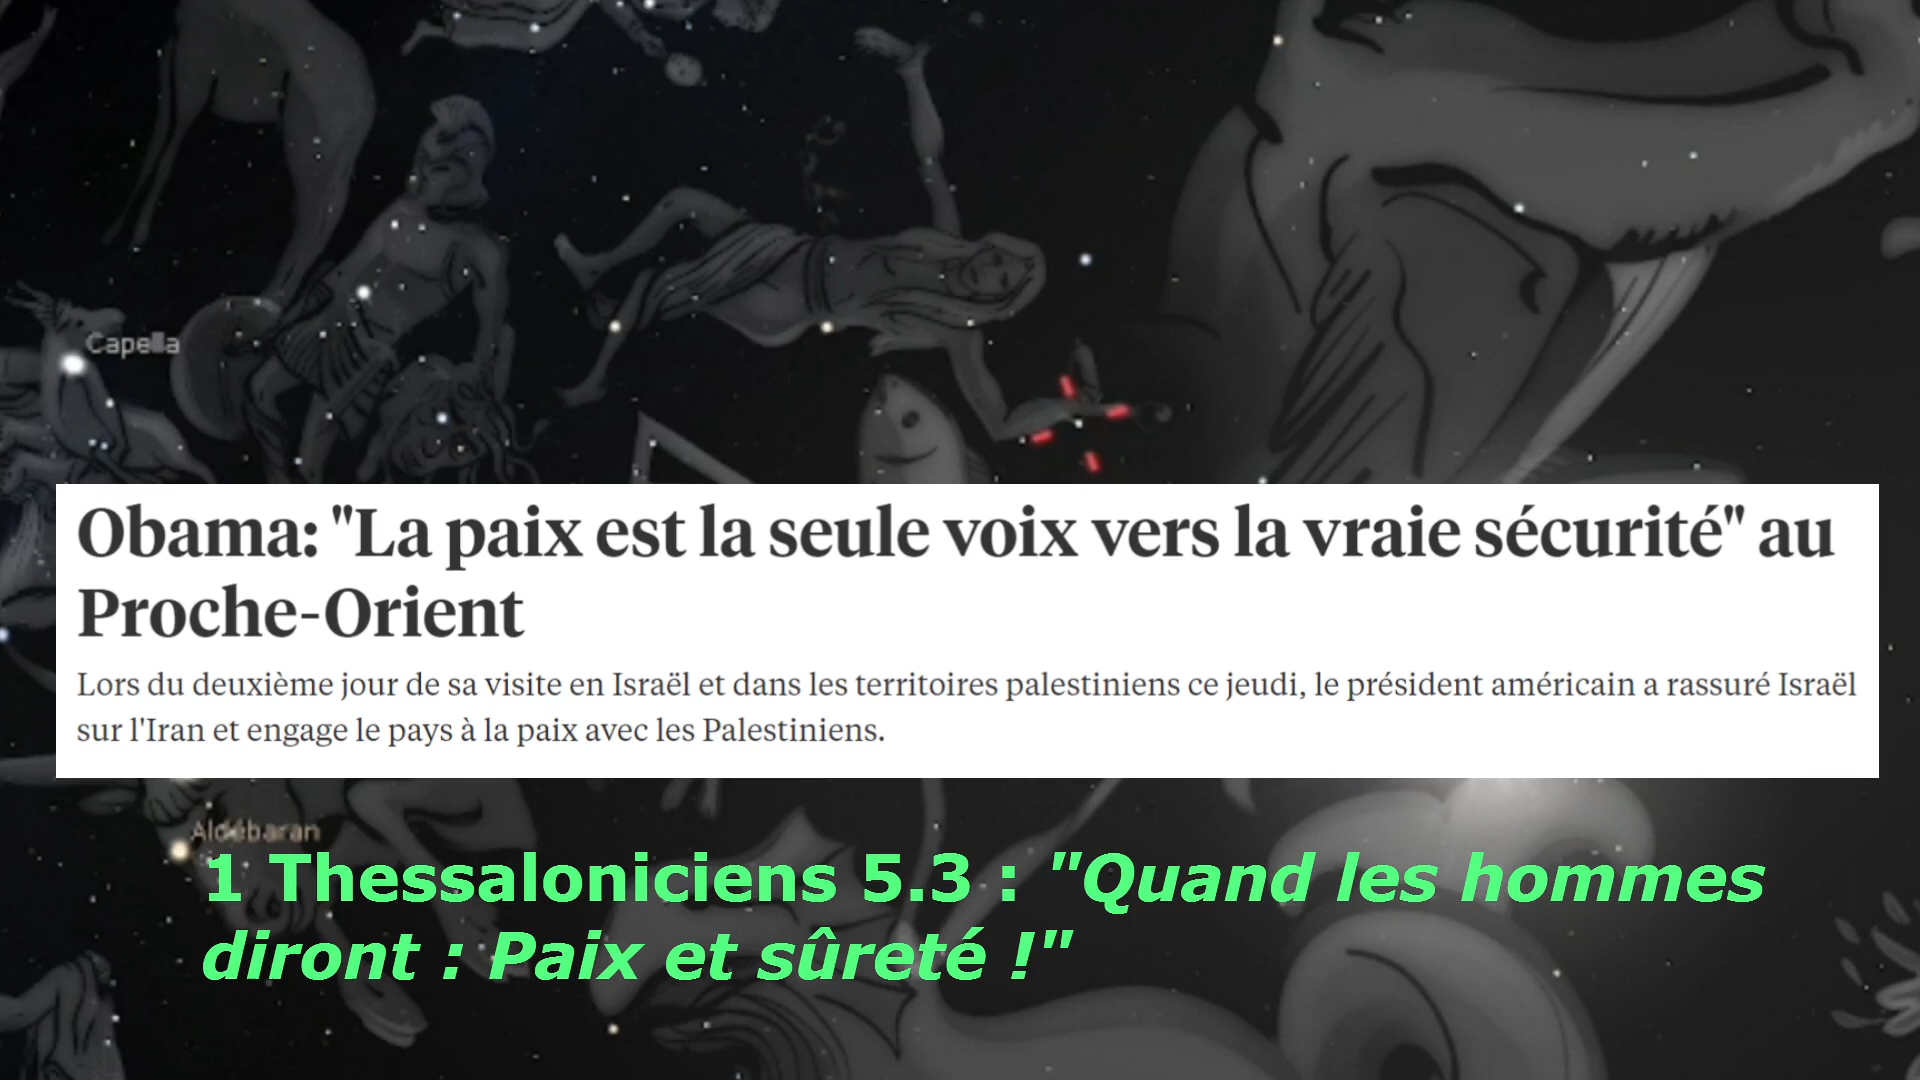 Capella
Obama: "La paix est la seule voix vers la vraie sécurité" au
Proche-Orient
Lors du deuxième jour de sa visite en Israël et dans les territoires palestiniens ce jeudi, le président américain a rassuré Israël
sur l'Iran et engage le pays à la paix avec les Palestiniens.
Aldébaran
1 Thessaloniciens 5.3 : "Quand les hommes
diront : Paix et sûreté !"